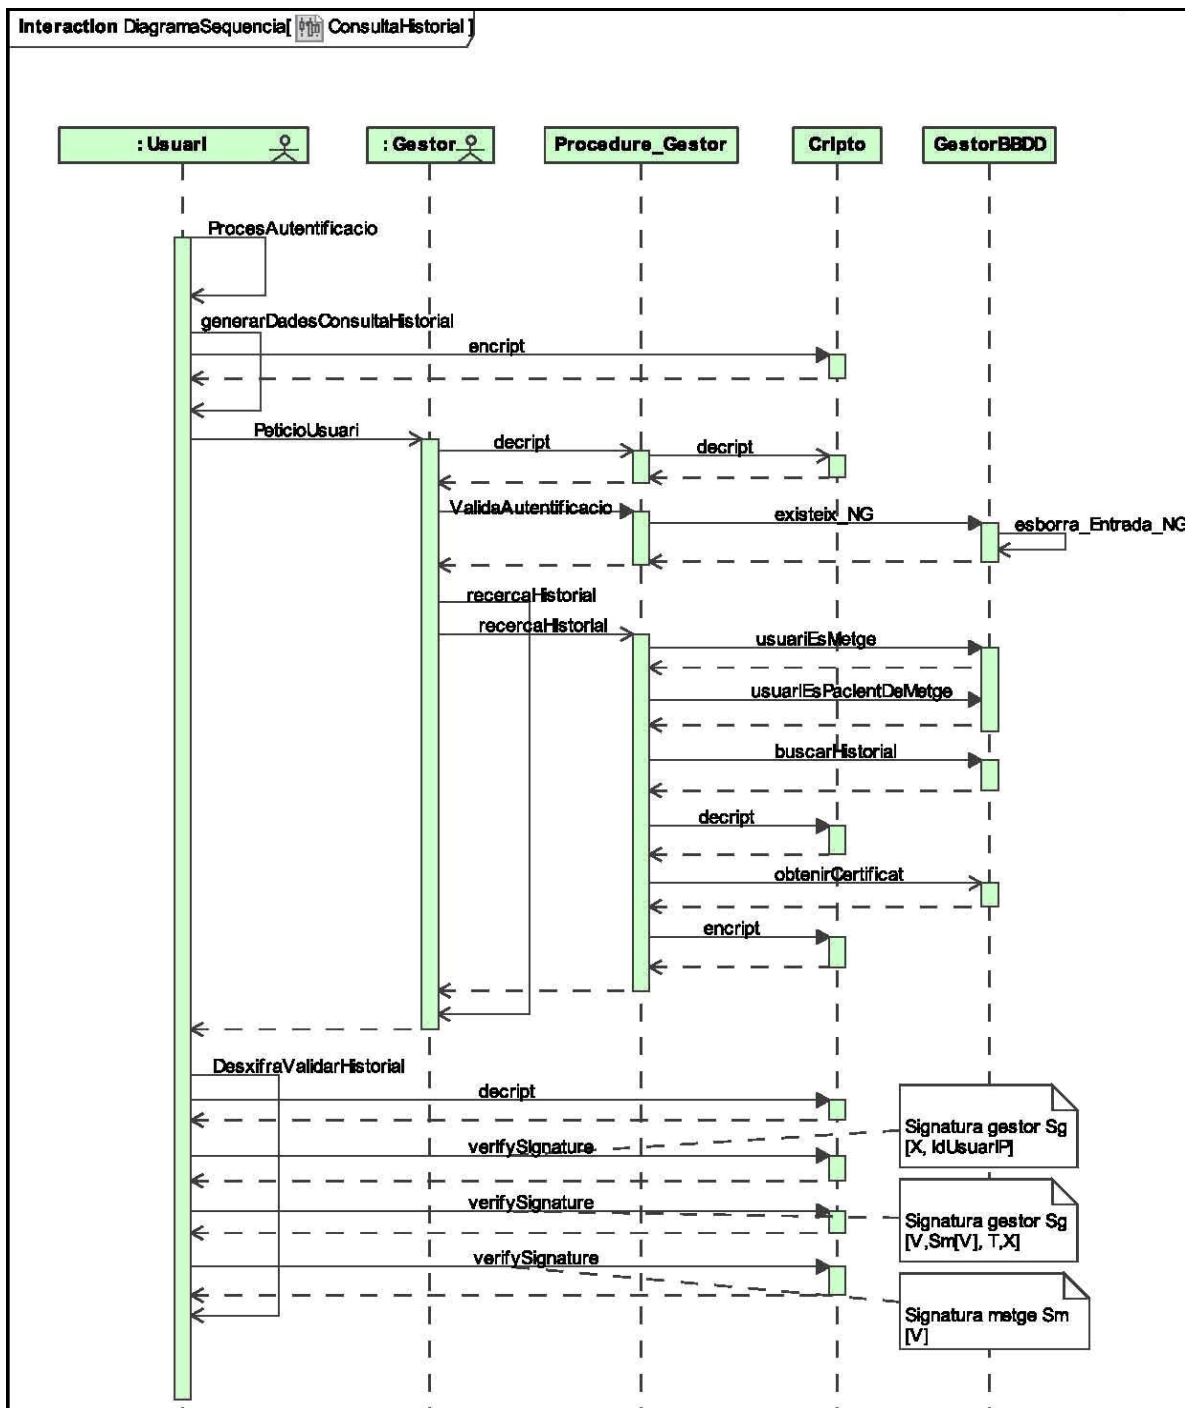 Interaction DiagramaSequencia[ ConsultaHistorial ]
: Usuari
: Gestor
Procedure_Gestor
Cripto
GestorBBDD
ProcesAutentificacio
generarDadesConsultaHistorial
encript
PeticioUsuari
decript
decript
ValidaAutentificacio
existeix_NG
esborra_Entrada_NG
recercaHistorial
recercaHistorial
usuariEsMetge
usuariEsPacientDeMetge
buscarHistorial
decript
obtenirCertificat
encript
DesxifraValidarHistorial
decript
Signatura gestor Sg
[X, IdUsuariP]
verifySignature
verifySignature
Signatura gestor Sg
[V,Sm[V], T,X]
verifySignature
Signatura metge Sm
[V]